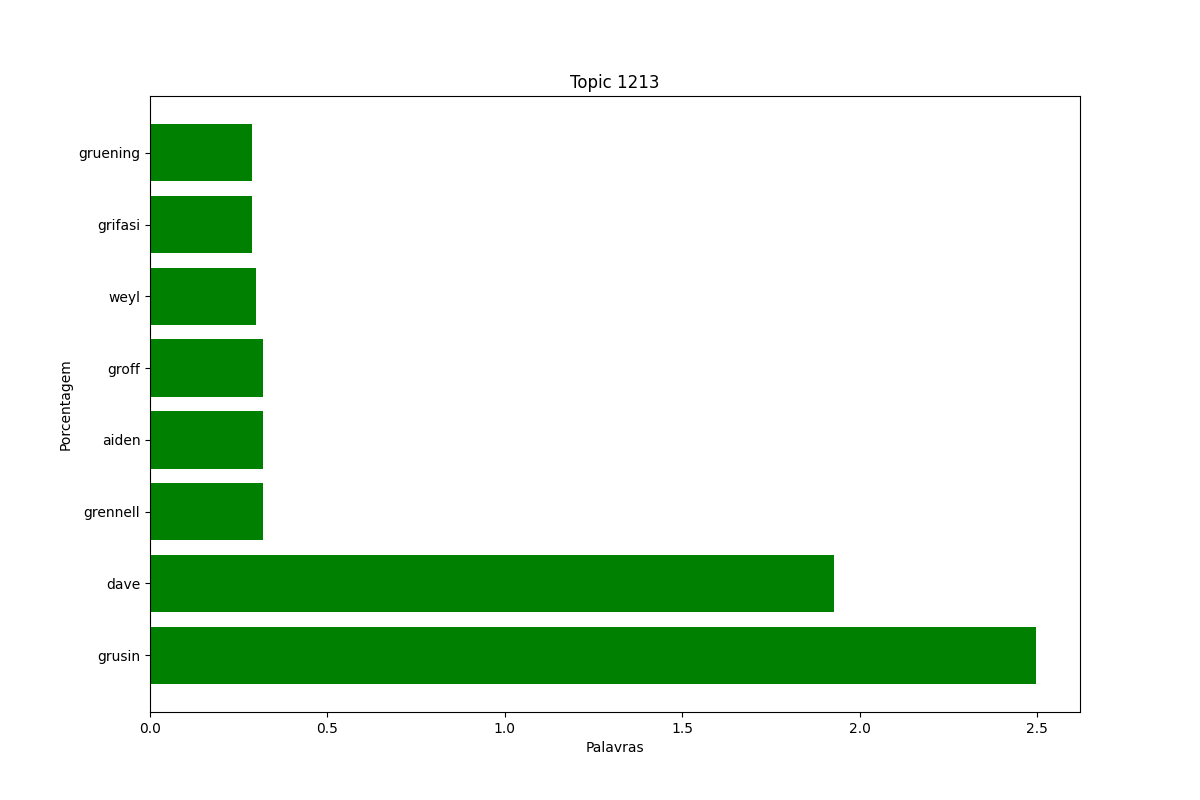 Topic 1213
gruening
grifasi
weyl
groff
aiden
grennell
dave
grusin
Porcentagem
0.0 0.5 1.0 1.5 2.0 2.5
Palavras